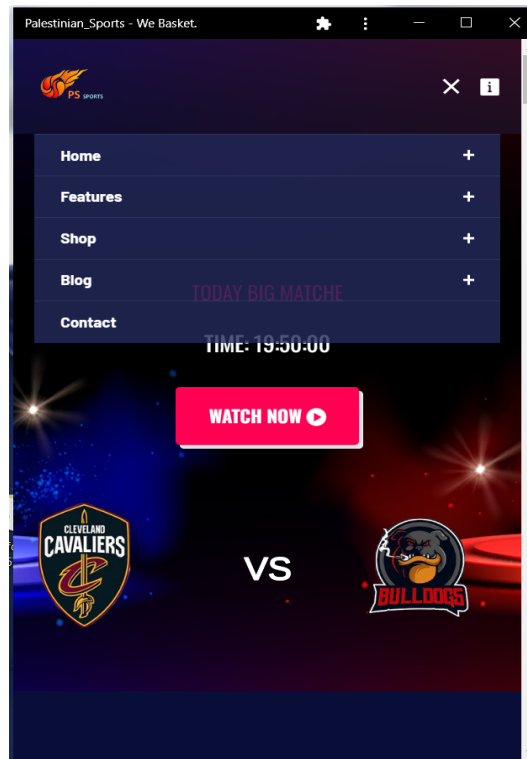 Palestinian_Sports - We Basket.
PS SPORTS
i
Home +
Features +
Shop +
Blog +
TODAY BIG MATCHE
Contact
TIME: 19:50:00
WATCH NOW
CLEVELAND
CAVALIERS
C
VS
BULLDOGS